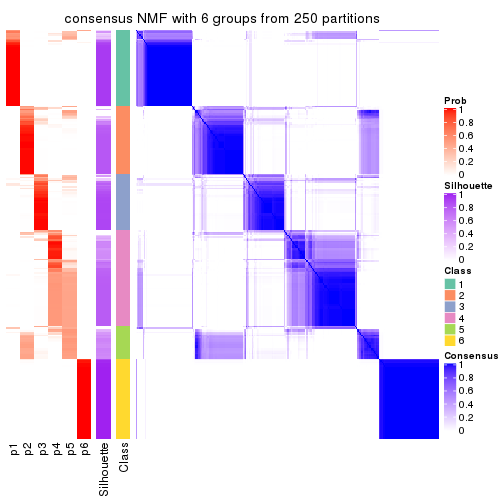 consensus NMF with 6 groups from 250 partitions
Prob
1
0.8
0.6
0.4
0.2
0
Silhouette
1
0.8
0.6
0.4
0.2
0
Class
1
2
3
4
5
6
Consensus
1
0.8
0.6
0.4
0.2
0
p1
p2
p3
p4
p5
p6
Silhouette
Class